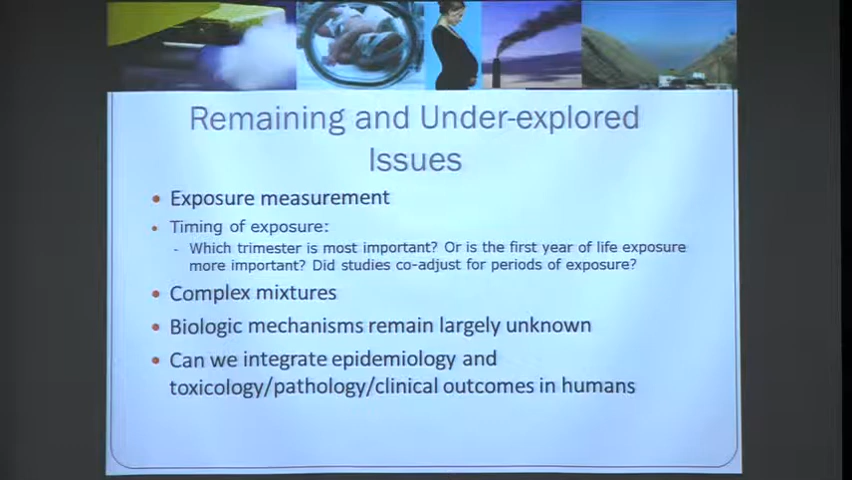 Remaining and Under-explored
Issues
• Exposure measurement
• Timing of exposure:
- Which trimester is most important? Or is the first year of life exposure
more important? Did studies co-adjust for periods of exposure?
• Complex mixtures
• Biologic mechanisms remain largely unknown
• Can we integrate epidemiology and
toxicology/pathology/clinical outcomes in humans